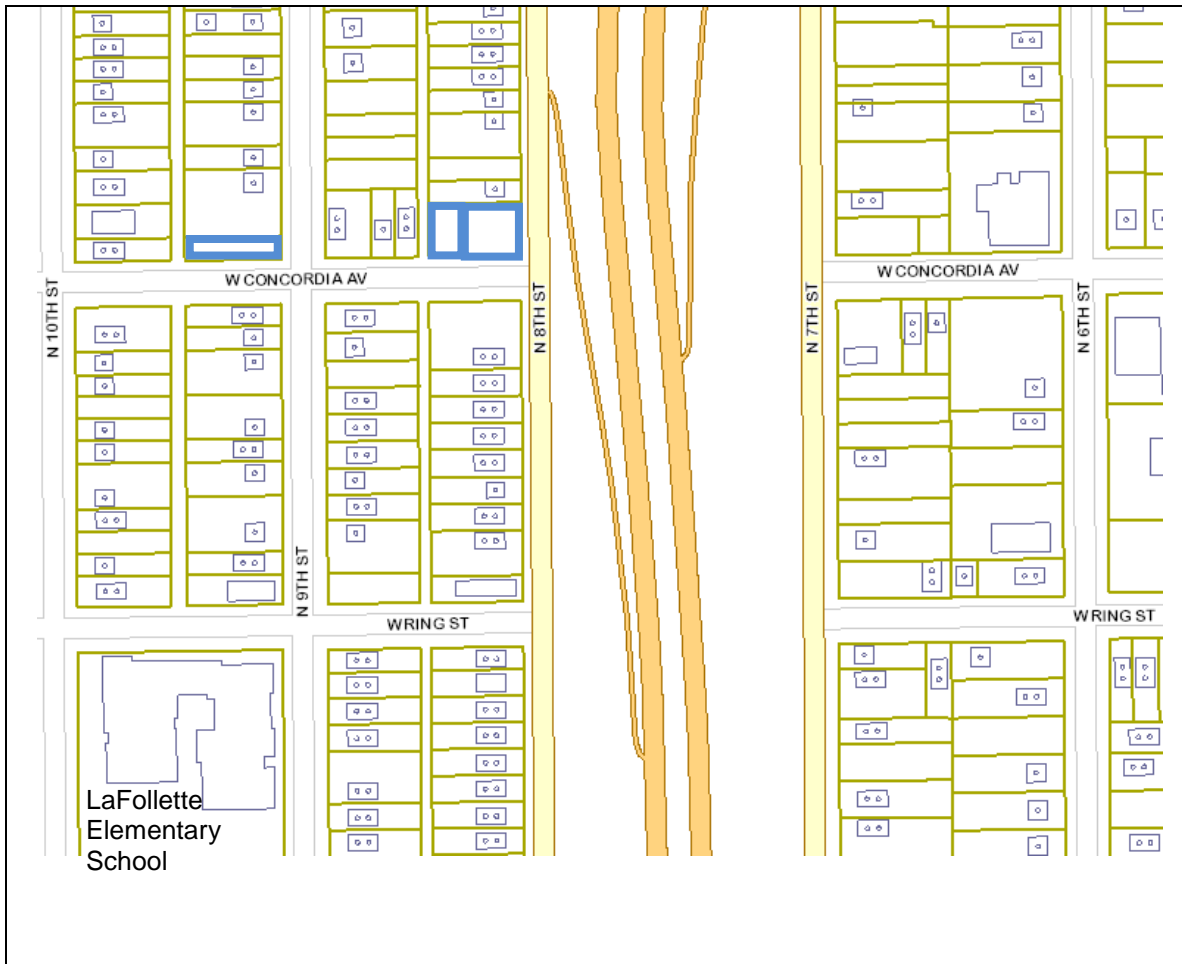 W CONCORDIA AV
W CONCORDIA AV
N 10TH ST
N 8TH ST
N 7TH ST
N 6TH ST
N 9TH ST
W RING ST
W RING ST
LaFollette
Elementary
School